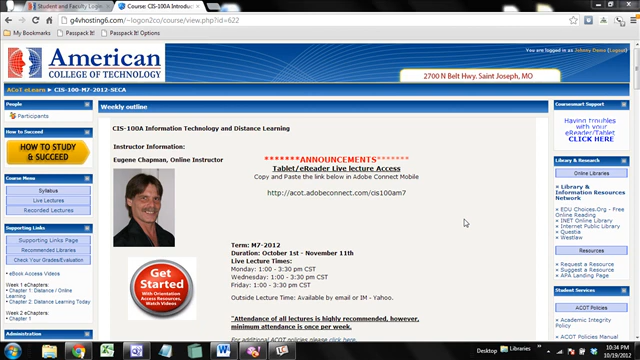 Student and Faculty Login
Course: CIS-100A Introduc
g4vhosting6.com/~logon2co/course/view.php?id=622
Passpack It!
Passpack It! Options
American
COLLEGE OF TECHNOLOGY
You are logged in as Johnny Dains (Logout)
2700 N Belt Hwy. Saint Joseph, MO
ACoT eLearn ► CIS-100-M7-2012-SECA
People
Participants
How to Succeed
HOW TO STUDY
& SUCCEED
Course Menu
Syllabus
Live Lectures
Recorded Lectures
Supporting Links
Supporting Links Page
Recommended Libraries
Check Your Grades/Evaluation
eBook Access Videos
Week 1 eChapters:
Chapter 1: Distance / Online Learning
Chapter 2: Distance Learning Today
Week 2 eChapters
Administration
Weekly outline
CIS-100A Information Technology and Distance Learning
Instructor Information:
Eugene Chapman, Online Instructor
*******ANNOUNCEMENTS*******
Tablet/eReader Live lecture Access
Copy and Paste the link below in Adobe Connect Mobile
http://acot.adobeconnect.com/cis100am7
Get
Started
With Orientation
Access Resources,
Watch Videos
Term: M7-2012
Duration: October 1st - November 11th
Live Lecture Times:
Monday: 1:00 - 3:30 pm CST
Wednesday: 1:00 - 3:30 pm CST
Friday: 1:00 - 3:30 pm CST
Outside Lecture Time: Available by email or IM - Yahoo.
"Attendance of all lectures is highly recommended, however,
minimum attendance is once per week.
For additional ACOT policies please click here.
Coursesmart Support
Having troubles
with your
eReader/Tablet
CLICK HERE
Library & Research
Online Libraries
Library & Information Resources Network
EDU Choices.Org - Free Online Reading
INET Online Library
Internet Public Library
Questia
Westlaw
Resources
Request a Resource
Suggest a Resource
APA Landing Page
Student Services
ACOT Policies
Academic Integrity Policy
ACOT Policies Manual
Desktop
Libraries
10:34 PM
10/19/2012